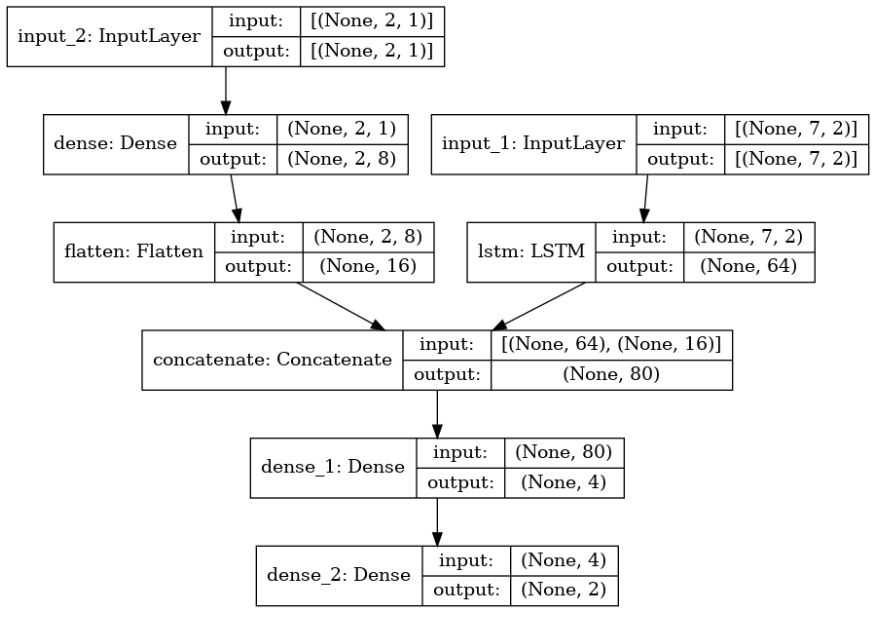 input_2: InputLayer
input: [(None, 2, 1)]
output: [(None, 2, 1)]
dense: Dense
input: (None, 2, 1)
output: (None, 2, 8)
input_1: InputLayer
input: [(None, 7, 2)]
output: [(None, 7, 2)]
flatten: Flatten
input: (None, 2, 8)
output: (None, 16)
lstm: LSTM
input: (None, 7, 2)
output: (None, 64)
concatenate: Concatenate
input: [(None, 64), (None, 16)]
output: (None, 80)
dense_1: Dense
input: (None, 80)
output: (None, 4)
dense_2: Dense
input: (None, 4)
output: (None, 2)